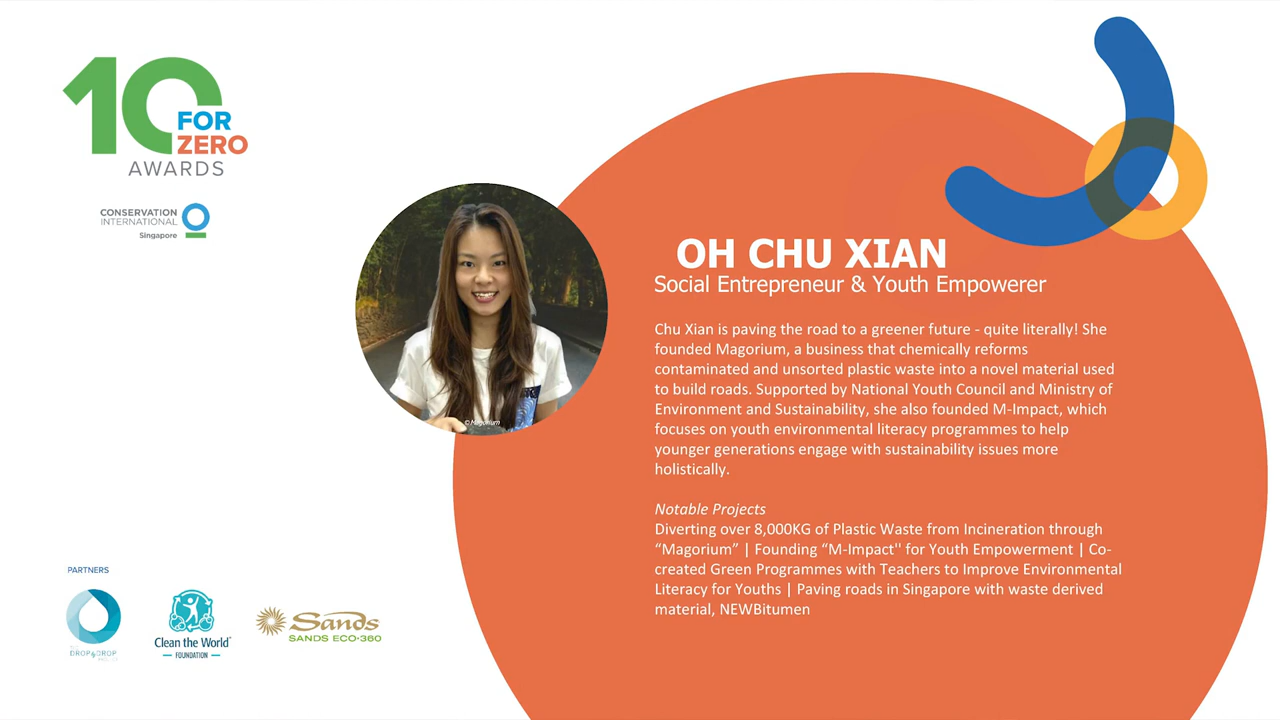 10
FOR
ZERO
AWARDS
CONSERVATION
INTERNATIONAL
Singapore
© Magorium
OH CHU XIAN
Social Entrepreneur & Youth Empowerer
Chu Xian is paving the road to a greener future - quite literally! She
founded Magorium, a business that chemically reforms
contaminated and unsorted plastic waste into a novel material used
to build roads. Supported by National Youth Council and Ministry of
Environment and Sustainability, she also founded M-Impact, which
focuses on youth environmental literacy programmes to help
younger generations engage with sustainability issues more
holistically.
Notable Projects
Diverting over 8,000KG of Plastic Waste from Incineration through
“Magorium” | Founding “M-Impact'' for Youth Empowerment | Co-
created Green Programmes with Teachers to Improve Environmental
Literacy for Youths | Paving roads in Singapore with waste derived
material, NEWBitumen
PARTNERS
DROP4DROP
Clean the World
FOUNDATION
Sands
SANDS ECO·360